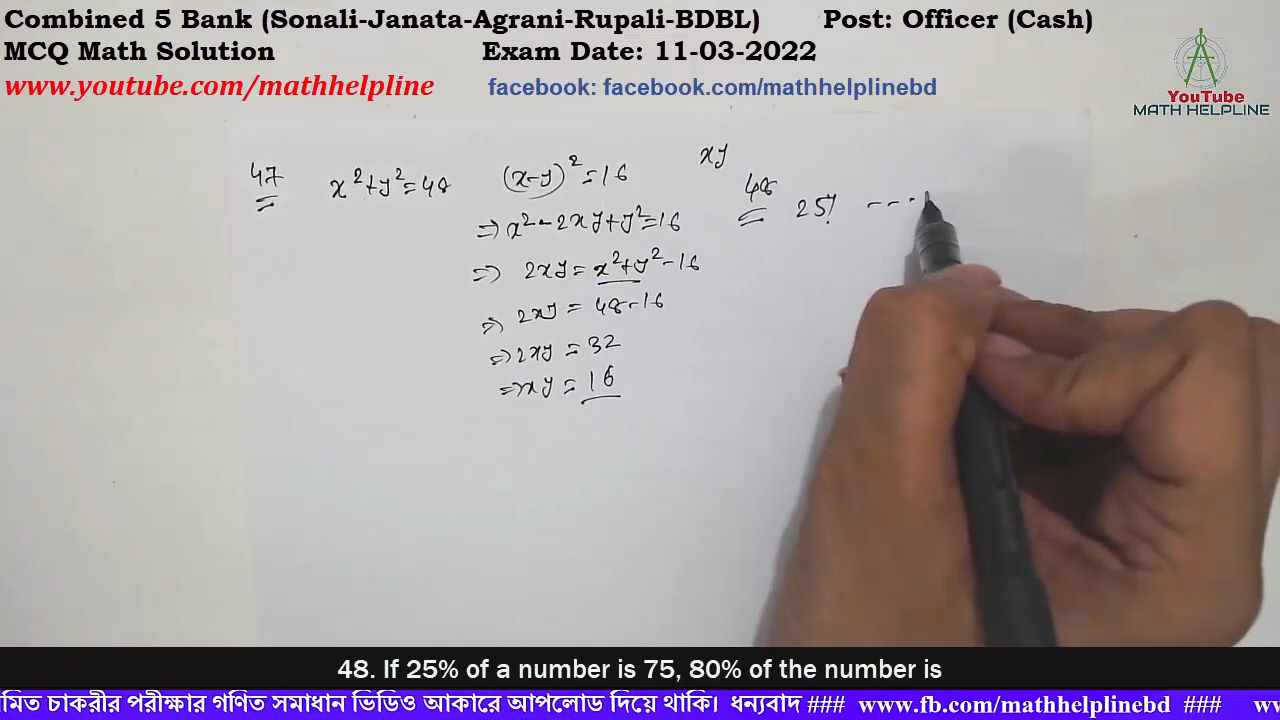 Combined 5 Bank (Sonali-Janata-Agrani-Rupali-BDBL) Post: Officer (Cash)
MCQ Math Solution Exam Date: 11-03-2022
www.youtube.com/mathhelpline facebook: facebook.com/mathhelplinebd
YouTube
MATH HELPLINE
47 x²+y²=48 (x-y)²=16 xy
⇒ x²-2xy+y²=16
⇒ 2xy = x²+y²-16
⇒ 2xy = 48-16
⇒ 2xy = 32
⇒ xy = 16
48
48. If 25% of a number is 75, 80% of the number is
মিত চাকরীর পরীক্ষার গণিত সমাধান ভিডিও আকারে আপলোড দিয়ে থাকি। ধন্যবাদ ### www.fb.com/mathhelplinebd ### ww